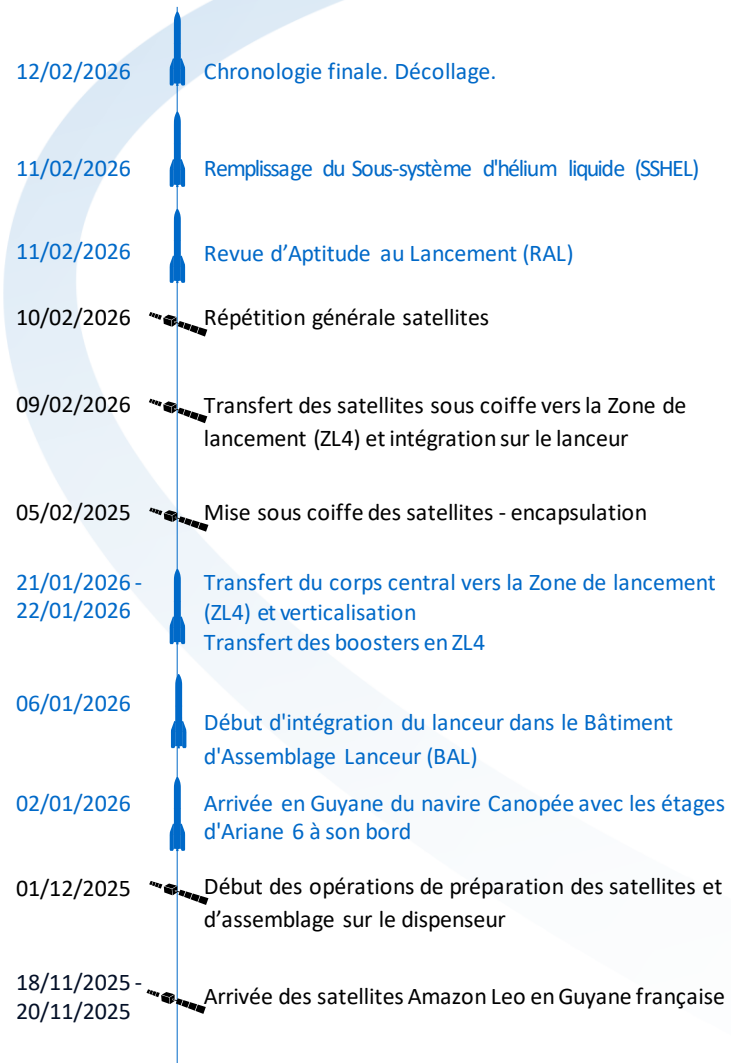 12/02/2026 Chronologie finale. Décollage.
11/02/2026 Remplissage du Sous-système d'hélium liquide (SSHEL)
11/02/2026 Revue d’Aptitude au Lancement (RAL)
10/02/2026 Répétition générale satellites
09/02/2026 Transfert des satellites sous coiffe vers la Zone de
lancement (ZL4) et intégration sur le lanceur
05/02/2025 Mise sous coiffe des satellites - encapsulation
21/01/2026 - Transfert du corps central vers la Zone de lancement
22/01/2026 (ZL4) et verticalisation
Transfert des boosters en ZL4
06/01/2026
Début d'intégration du lanceur dans le Bâtiment
d'Assemblage Lanceur (BAL)
02/01/2026 Arrivée en Guyane du navire Canopée avec les étages
d'Ariane 6 à son bord
01/12/2025 Début des opérations de préparation des satellites et
d’assemblage sur le dispenseur
18/11/2025 -
20/11/2025 Arrivée des satellites Amazon Leo en Guyane française